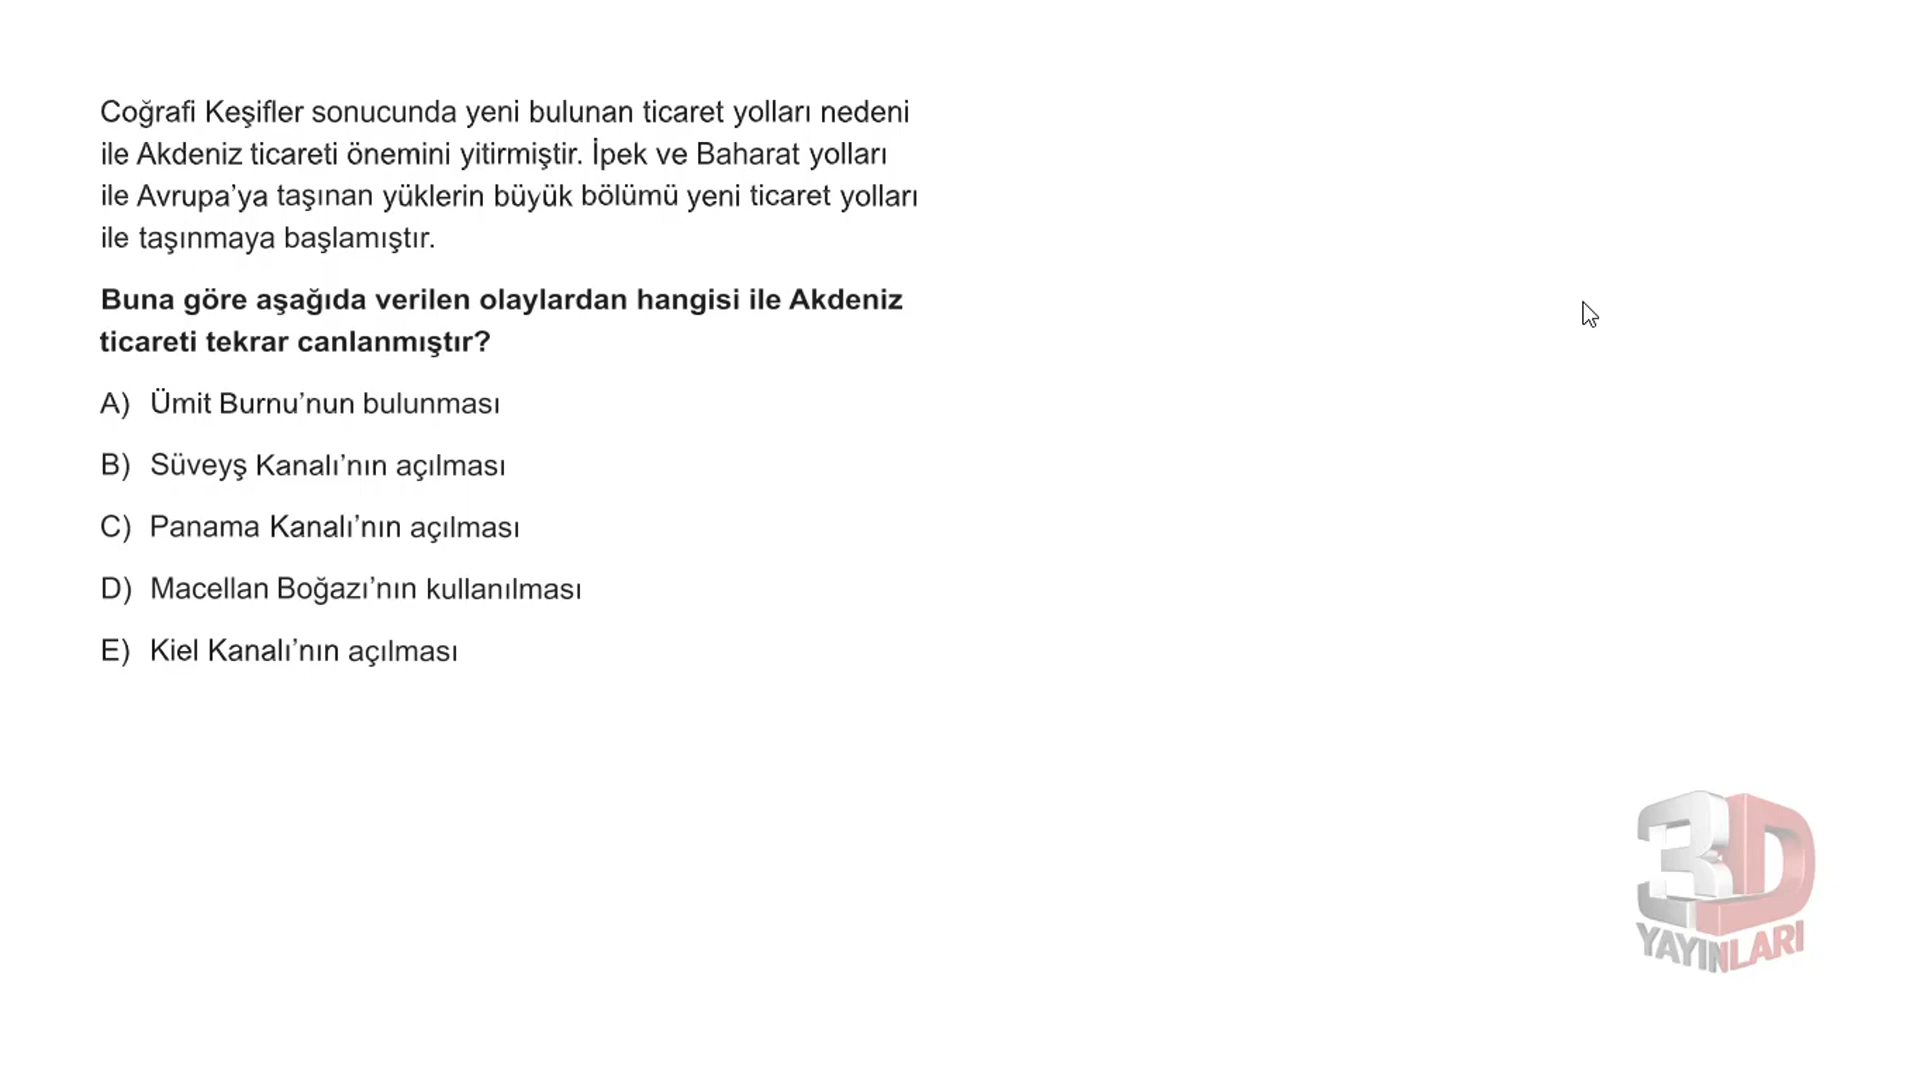 Coğrafi Keşifler sonucunda yeni bulunan ticaret yolları nedeni
ile Akdeniz ticareti önemini yitirmiştir. İpek ve Baharat yolları
ile Avrupa’ya taşınan yüklerin büyük bölümü yeni ticaret yolları
ile taşınmaya başlamıştır.
Buna göre aşağıda verilen olaylardan hangisi ile Akdeniz
ticareti tekrar canlanmıştır?
A) Ümit Burnu’nun bulunması
B) Süveyş Kanalı’nın açılması
C) Panama Kanalı’nın açılması
D) Macellan Boğazı’nın kullanılması
E) Kiel Kanalı’nın açılması
3D
YAYINLARI